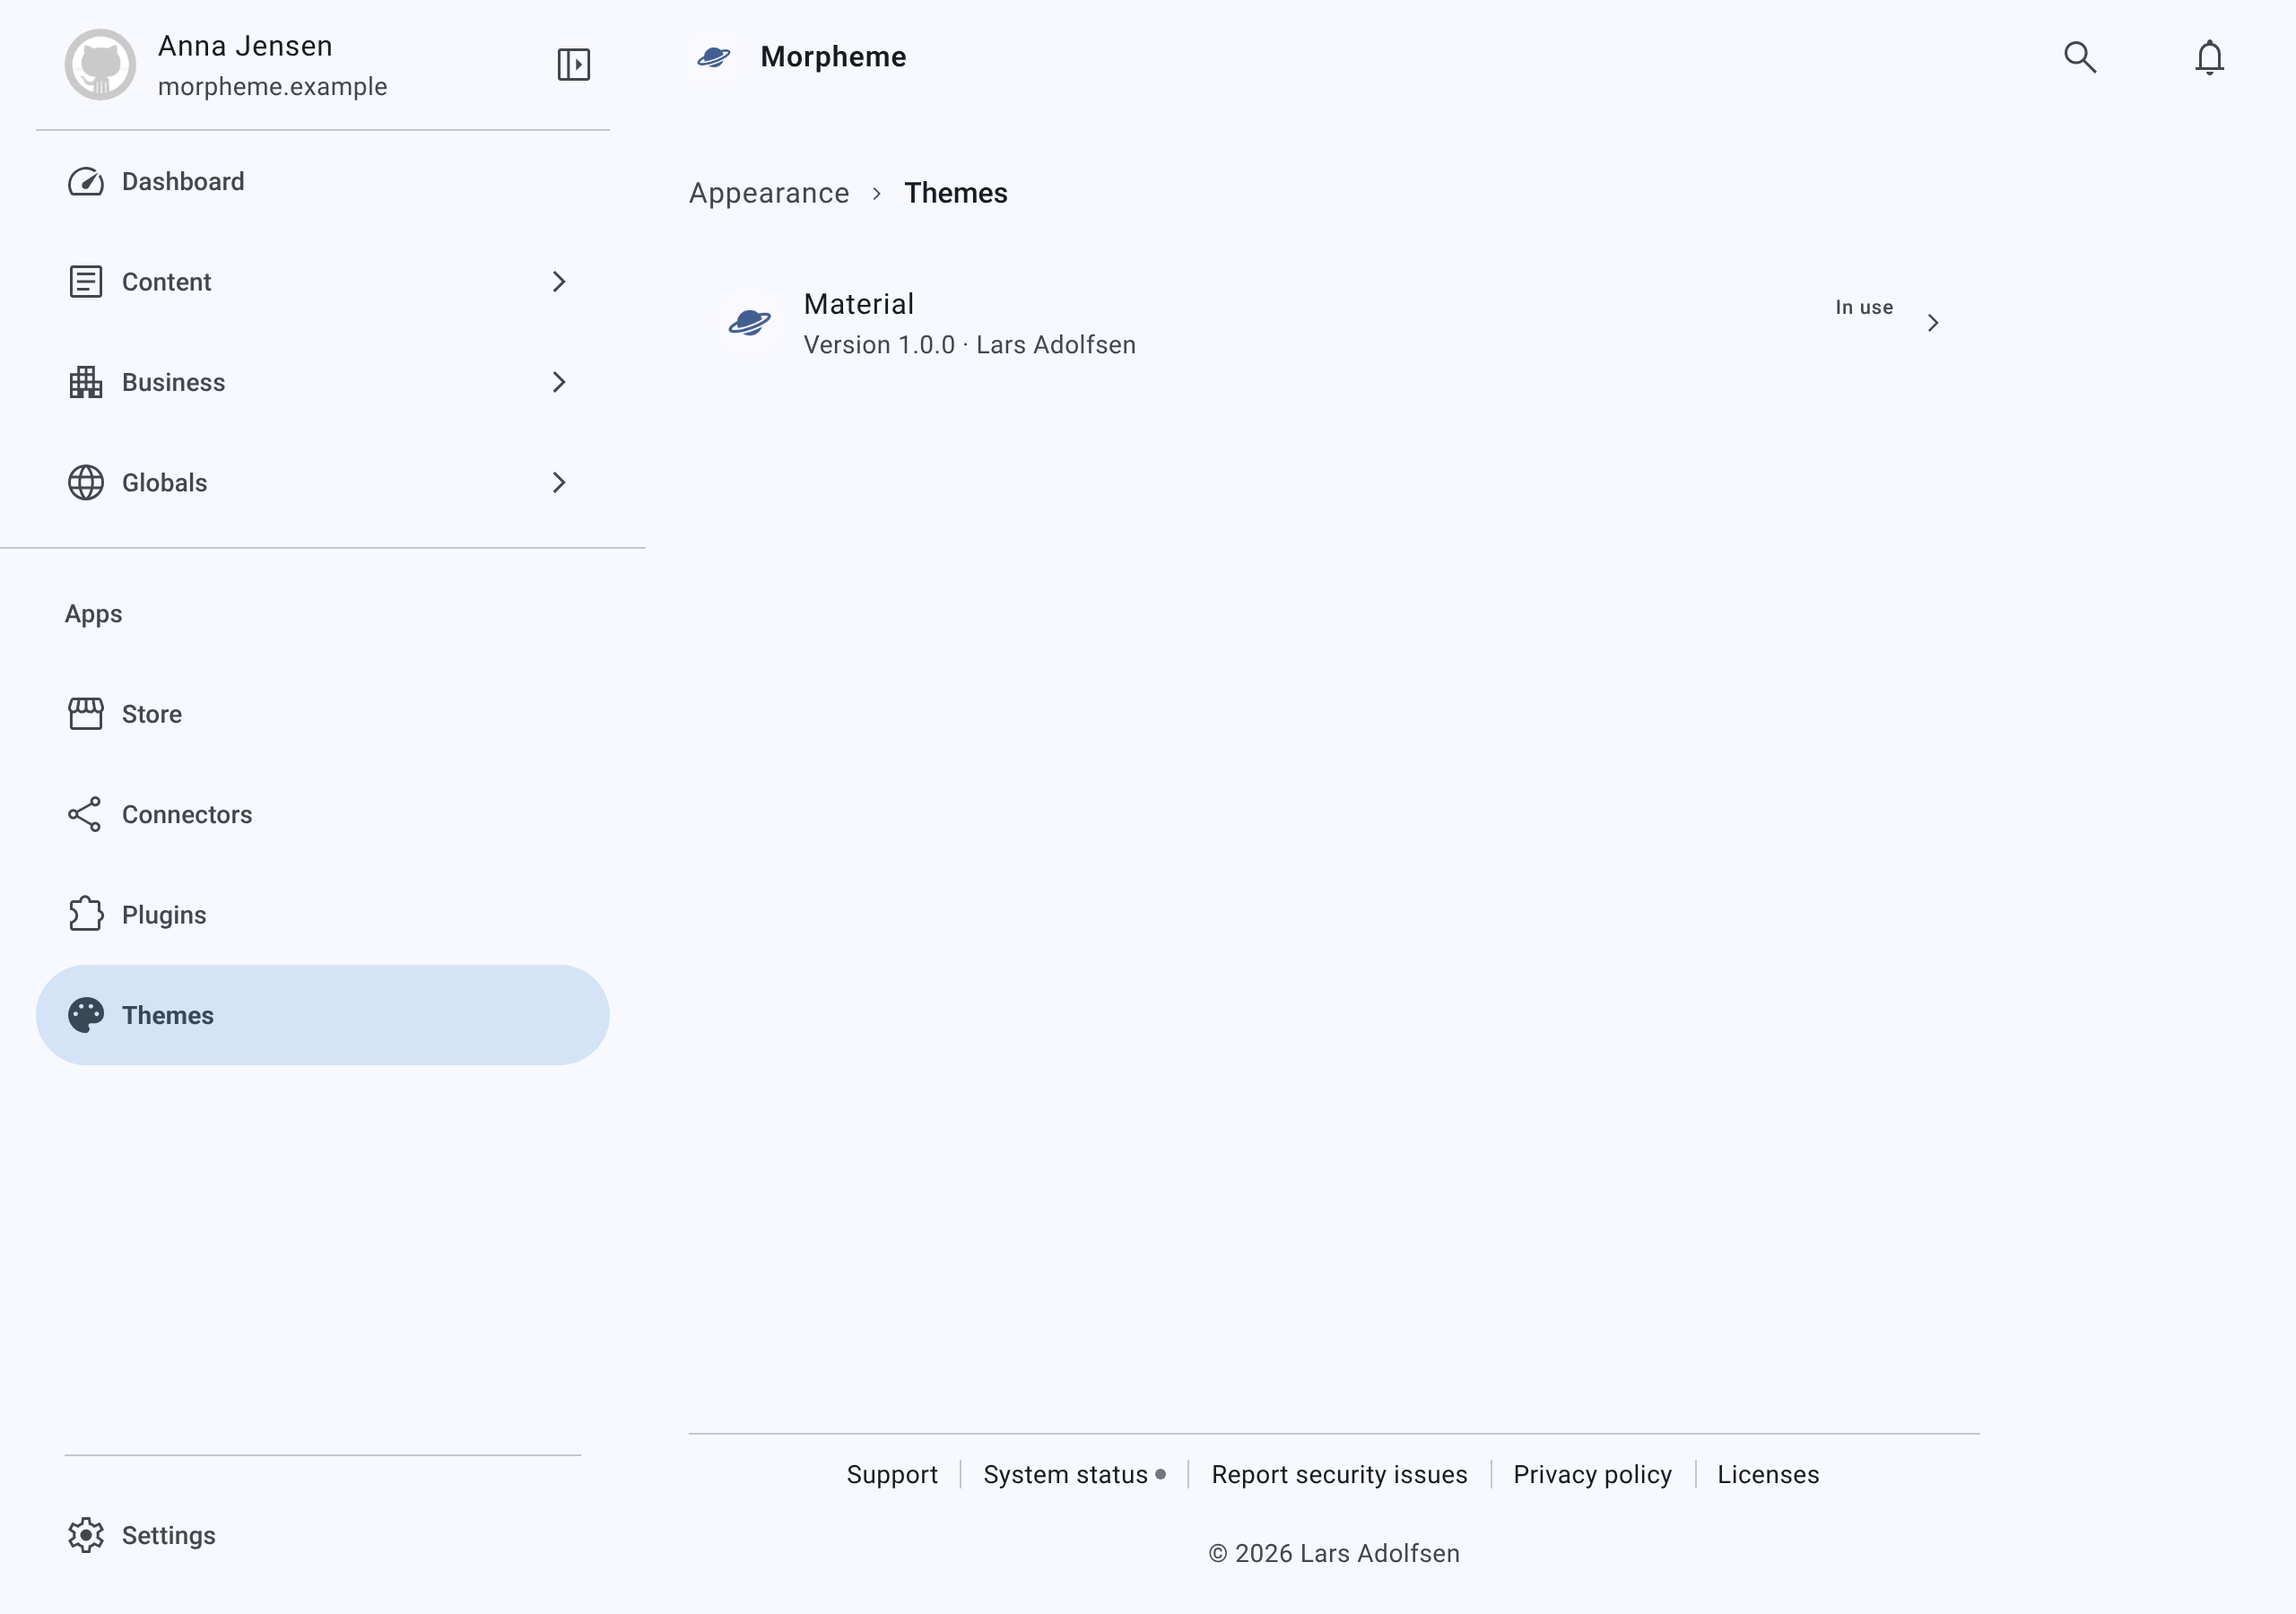 Anna Jensen
morpheme.example
Dashboard
Content
Business
Globals
Apps
Store
Connectors
Plugins
Themes
Settings
Morpheme
Appearance › Themes
Material
Version 1.0.0 · Lars Adolfsen
In use
Support
System status
Report security issues
Privacy policy
Licenses
© 2026 Lars Adolfsen